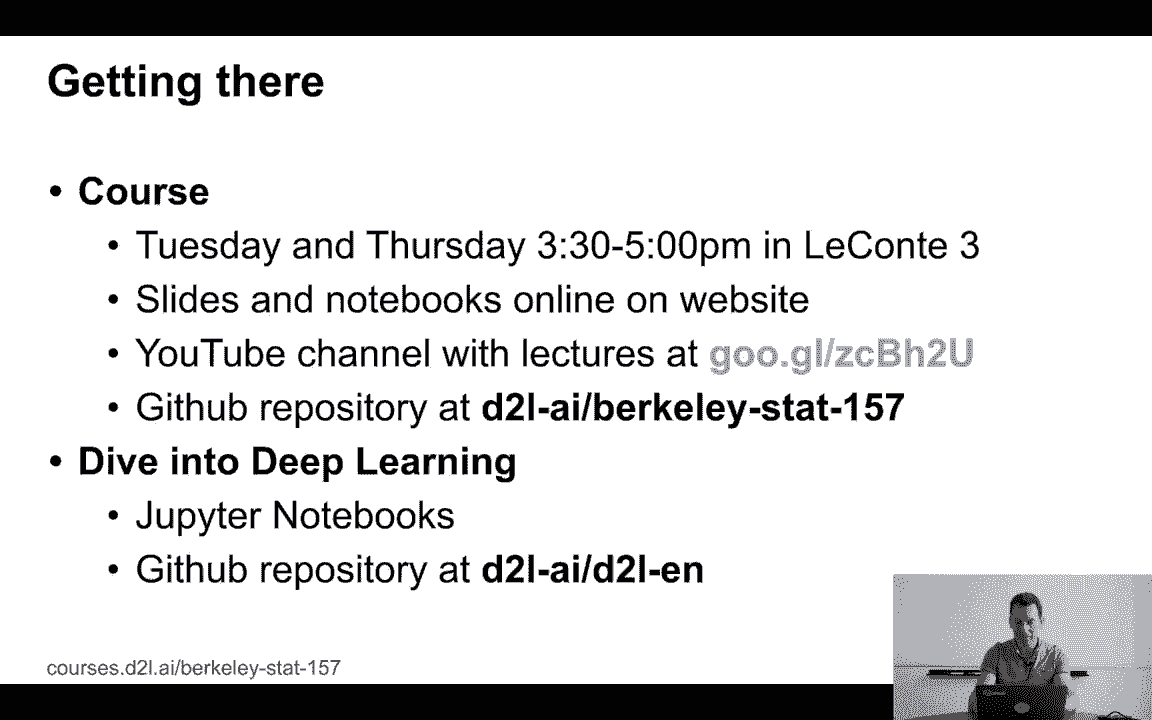 Getting there
• Course
• Tuesday and Thursday 3:30-5:00pm in LeConte 3
• Slides and notebooks online on website
• YouTube channel with lectures at goo.gl/zcBh2U
• Github repository at d2l-ai/berkeley-stat-157
• Dive into Deep Learning
• Jupyter Notebooks
• Github repository at d2l-ai/d2l-en
courses.d2l.ai/berkeley-stat-157